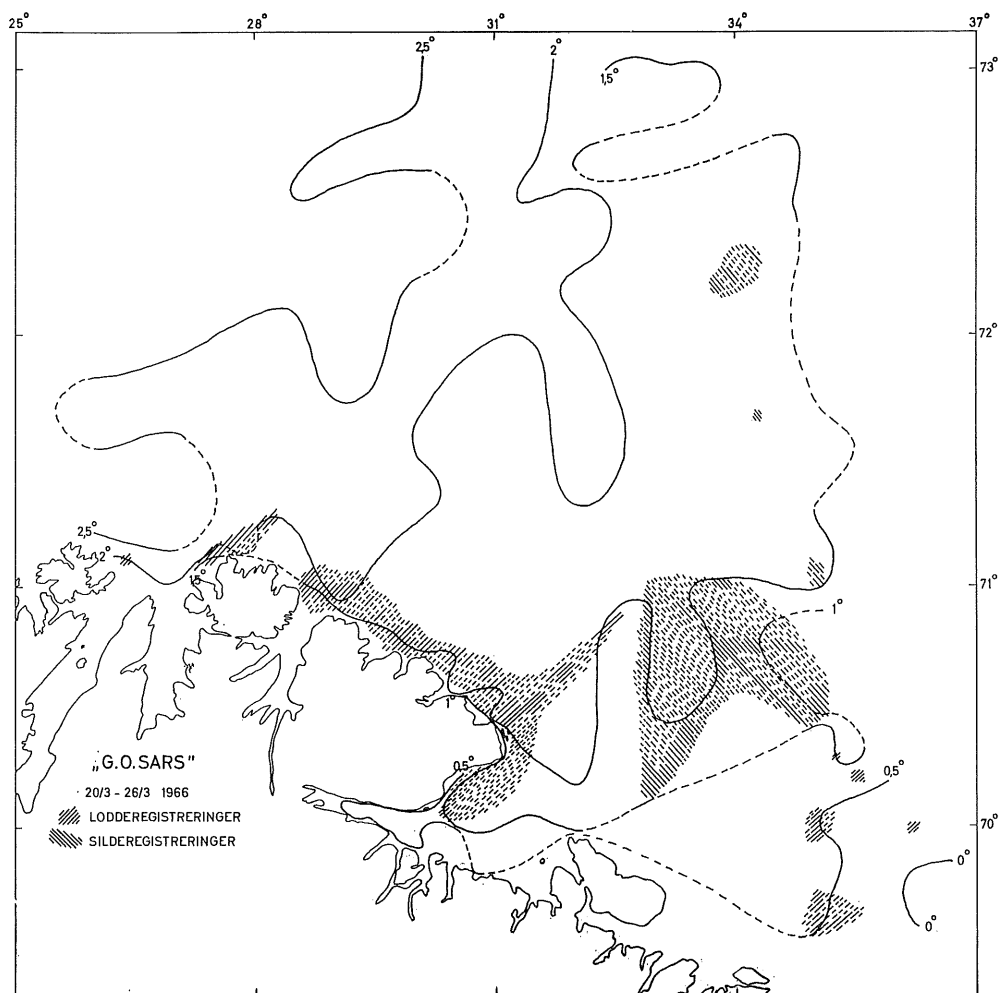 25° 28° 31° 34° 37°
2,5° 2° 1,5° 73°
72°
2,5°
2°
1,5° 71°
1°
1°
0,5° 0,5°
„G.O.SARS"
20/3 - 26/3 1966
LODDEREGISTRERINGER 70°
SILDEREGISTRERINGER
0°
0°